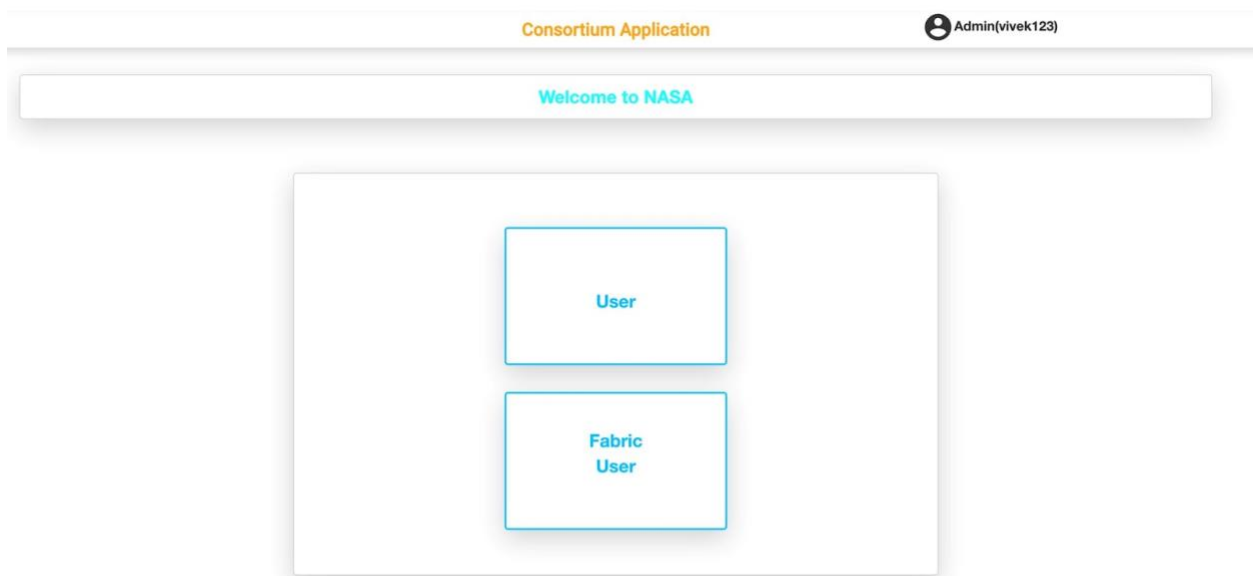 Consortium Application
Admin(vivek123)
Welcome to NASA
User
Fabric
User